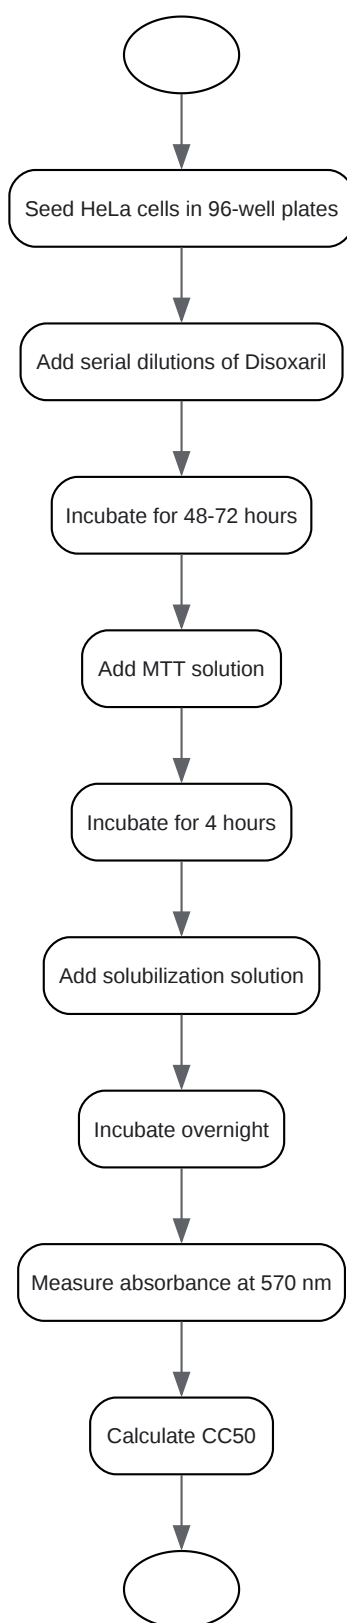 Seed HeLa cells in 96-well plates
Add serial dilutions of Disoxaril
Incubate for 48-72 hours
Add MTT solution
Incubate for 4 hours
Add solubilization solution
Incubate overnight
Measure absorbance at 570 nm
Calculate CC50